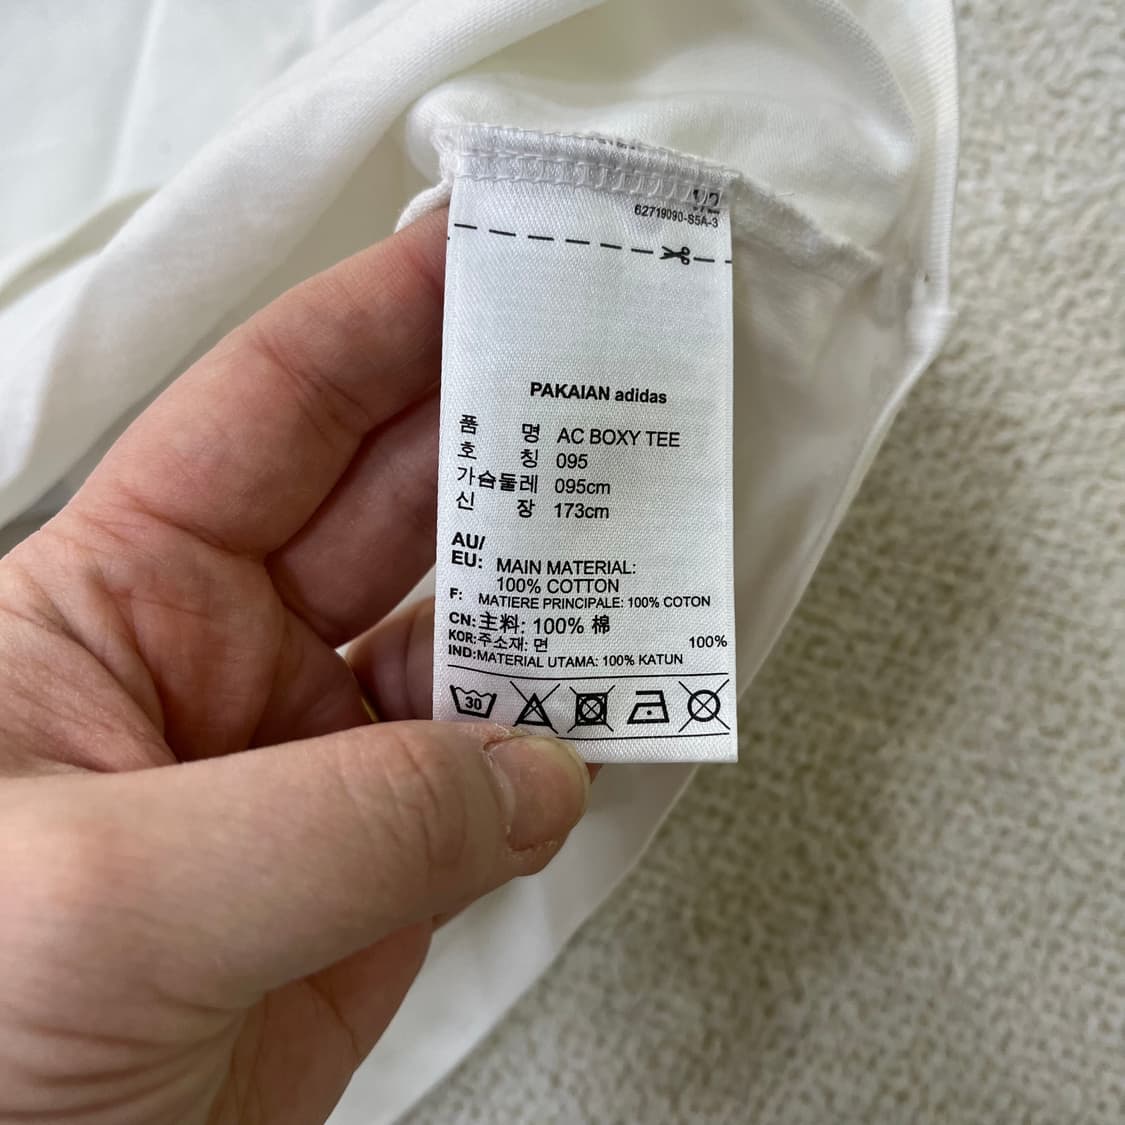 1/2
62719090-S5A-3
PAKAIAN adidas
품 명 AC BOXY TEE
호 칭 095
가슴둘레 095cm
신 장 173cm
AU/
EU: MAIN MATERIAL:
100% COTTON
F: MATIERE PRINCIPALE: 100% COTON
CN: 主料: 100% 棉
KOR: 주소재: 면 100%
IND: MATERIAL UTAMA: 100% KATUN
30